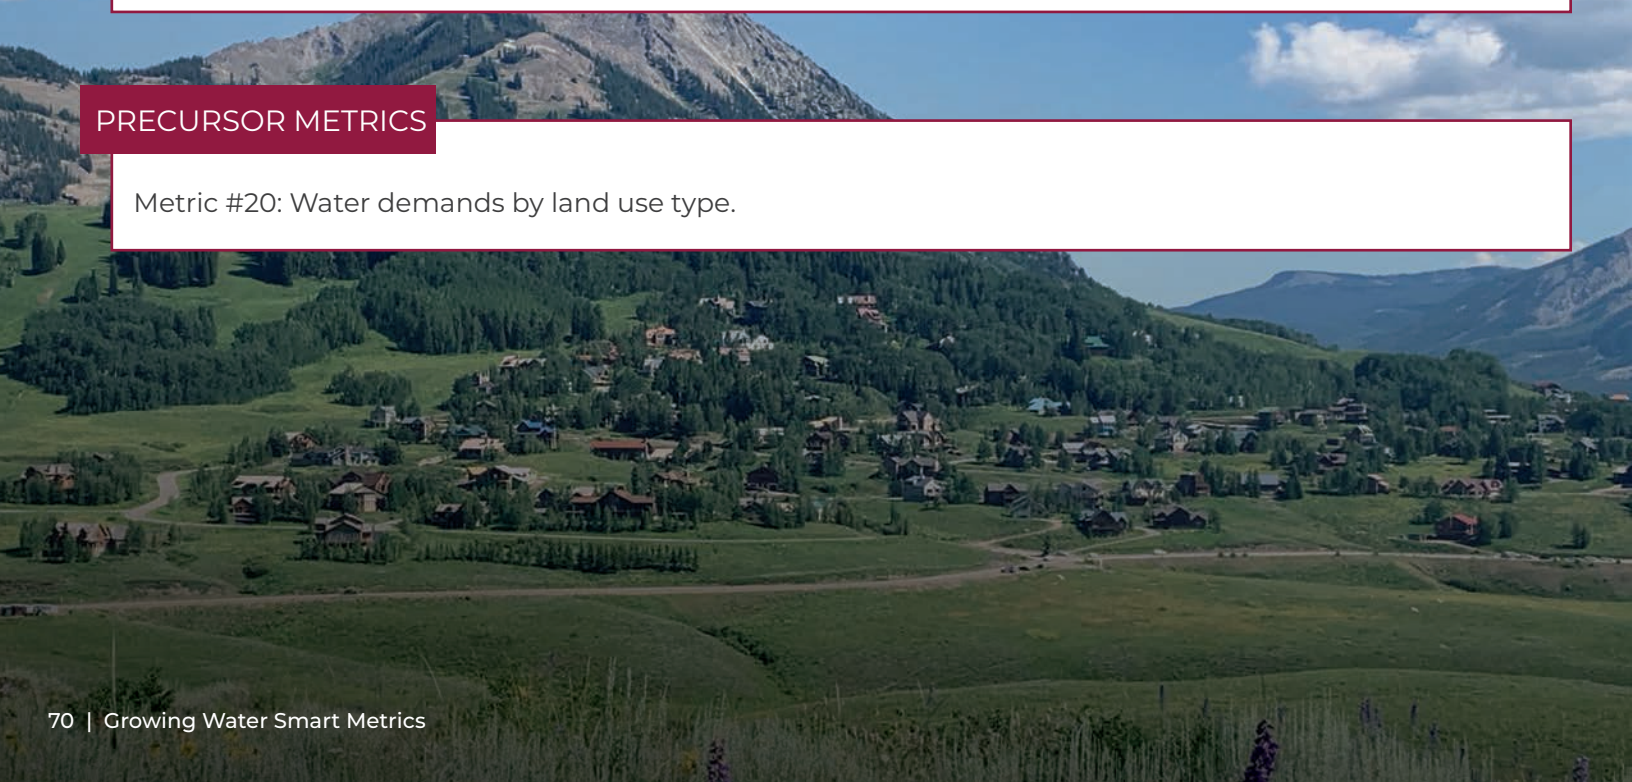 PRECURSOR METRICS
Metric #20: Water demands by land use type.
70 | Growing Water Smart Metrics